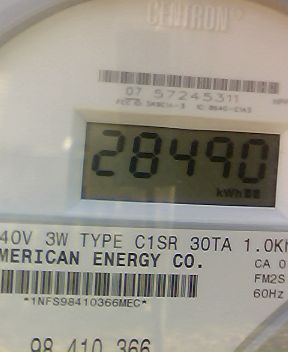 CENTRON
07 57245311
28490
kWh
40V 3W TYPE C1SR 30TA 1.0Kh
MERICAN ENERGY CO.
CA 0
FM2S
60Hz
*1NFS98410366MEC*
98 410 366